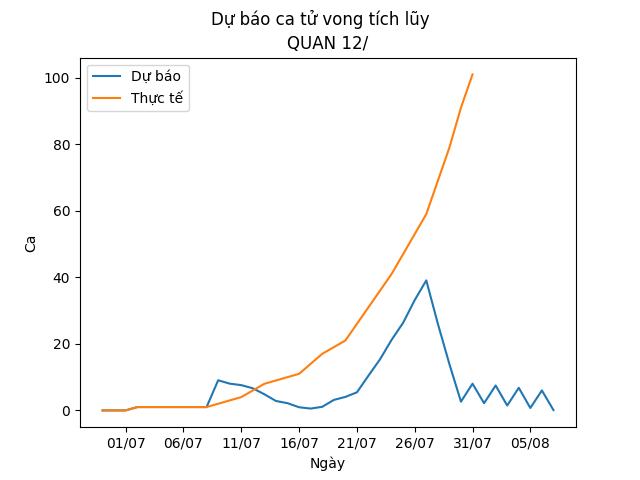 Dự báo ca tử vong tích lũy
QUAN 12/
Dự báo
Thực tế
100
80
60
40
20
0
Ca
01/07 06/07 11/07 16/07 21/07 26/07 31/07 05/08
Ngày